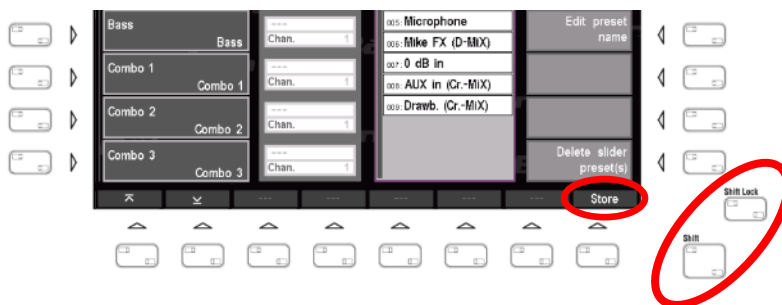 Bass
Bass
Combo 1
Combo 1
Combo 2
Combo 2
Combo 3
Combo 3
---
Chan. 1
---
Chan. 1
---
Chan. 1
---
Chan. 1
005: Microphone
006: Mike FX (D-MiX)
007: 0 dB in
008: AUX in (Cr.-MiX)
009: Drawb. (Cr.-MiX)
Edit preset
name
Delete slider
preset(s)
--- --- --- --- --- Store
Shift Lock
Shift